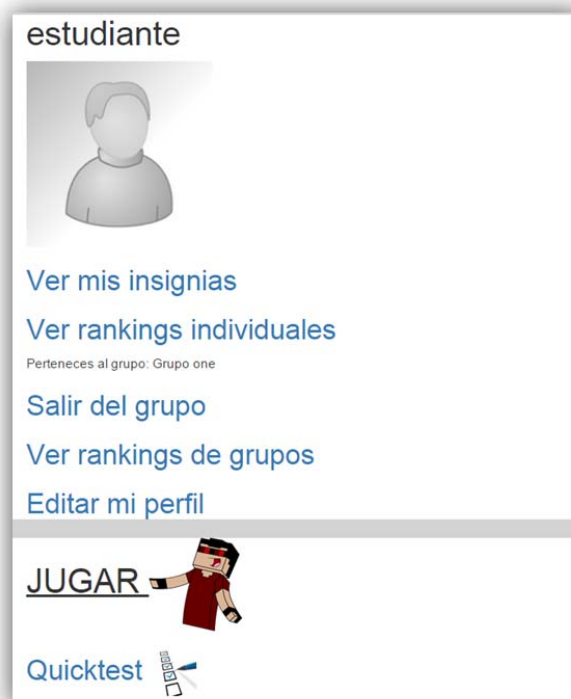 estudiante
Ver mis insignias
Ver rankings individuales
Perteneces al grupo: Grupo one
Salir del grupo
Ver rankings de grupos
Editar mi perfil
JUGAR
Quicktest